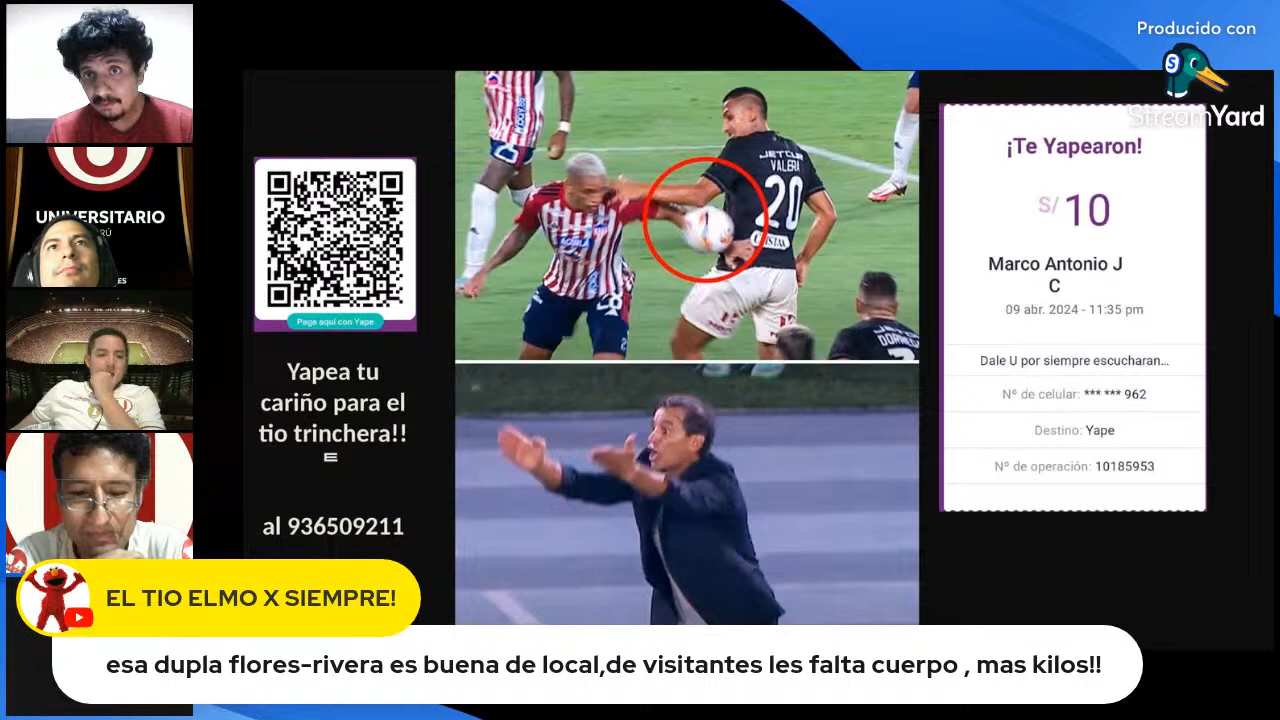 Producido con
StreamYard
UNIVERSITARIO
Paga aquí con Yape
Yapea tu
cariño para el
tio trinchera!!
E
al 936509211
JETOUR
VALERA
20
AGUILA
¡Te Yapearon!
S/ 10
Marco Antonio J
C
09 abr. 2024 - 11:35 pm
Dale U por siempre escucharan...
Nº de celular: *** *** 962
Destino: Yape
Nº de operación: 10185953
EL TIO ELMO X SIEMPRE!
esa dupla flores-rivera es buena de local,de visitantes les falta cuerpo , mas kilos!!